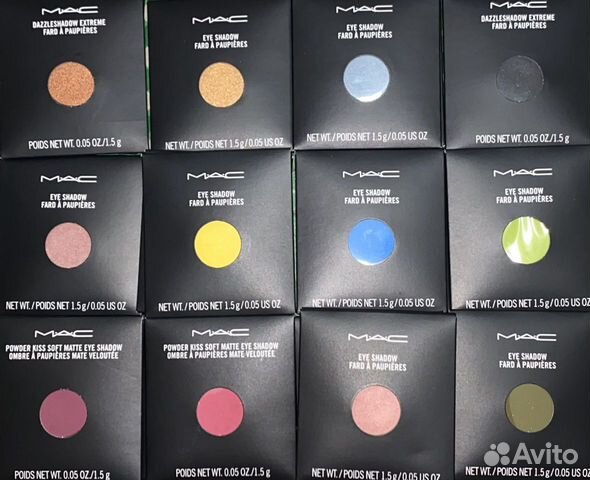 MAC
DAZZLESHADOW EXTREME
FARD À PAUPIÈRES
POIDS NET WT. 0.05 OZ./1.5 g
MAC
EYE SHADOW
FARD À PAUPIÈRES
NET WT. / POIDS NET 1.5 g / 0.05 US OZ
MAC
EYE SHADOW
FARD À PAUPIÈRES
NET WT. / POIDS NET 1.5 g / 0.05 US OZ
MAC
DAZZLESHADOW EXTREME
FARD À PAUPIÈRES
POIDS NET WT. 0.05 OZ./1.5 g
MAC
EYE SHADOW
FARD À PAUPIÈRES
NET WT. / POIDS NET 1.5 g / 0.05 US OZ
MAC
EYE SHADOW
FARD À PAUPIÈRES
NET WT. / POIDS NET 1.5 g / 0.05 US OZ
MAC
EYE SHADOW
FARD À PAUPIÈRES
NET WT. / POIDS NET 1.5 g / 0.05 US OZ
MAC
EYE SHADOW
FARD À PAUPIÈRES
NET WT. / POIDS NET 1.5 g / 0.05 US OZ
MAC
POWDER KISS SOFT MATTE EYE SHADOW
OMBRE À PAUPIÈRES MATE VELOUTÉE
POIDS NET WT. 0.05 OZ./1.5 g
MAC
POWDER KISS SOFT MATTE EYE SHADOW
OMBRE À PAUPIÈRES MATE VELOUTÉE
POIDS NET WT. 0.05 OZ./1.5 g
MAC
EYE SHADOW
FARD À PAUPIÈRES
NET WT. / POIDS NET 1.5 g / 0.05 US OZ
MAC
EYE SHADOW
FARD À PAUPIÈRES
NET WT. / POIDS NET 1.5 g / 0.05 US OZ
Avito